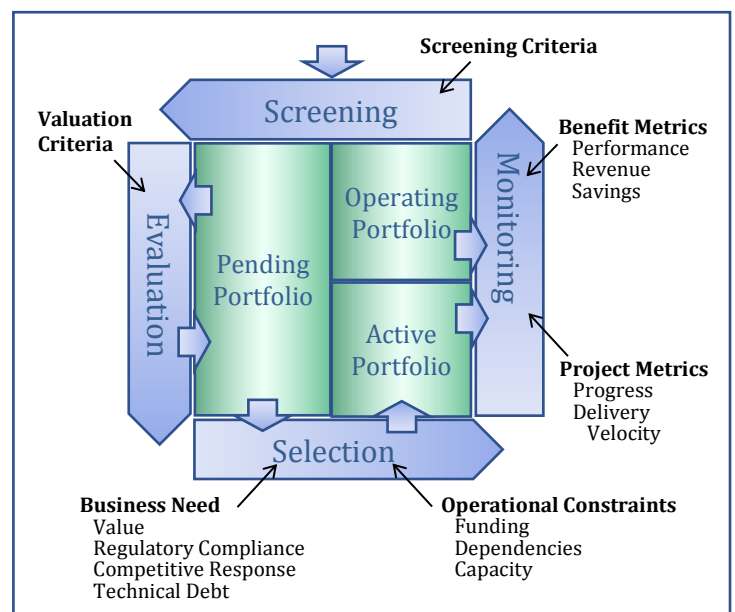 Screening Criteria
Screening
Valuation
Criteria
Benefit Metrics
Performance
Revenue
Savings
Evaluation
Pending
Portfolio
Operating
Portfolio
Active
Portfolio
Monitoring
Project Metrics
Progress
Delivery
Velocity
Selection
Business Need
Value
Regulatory Compliance
Competitive Response
Technical Debt
Operational Constraints
Funding
Dependencies
Capacity